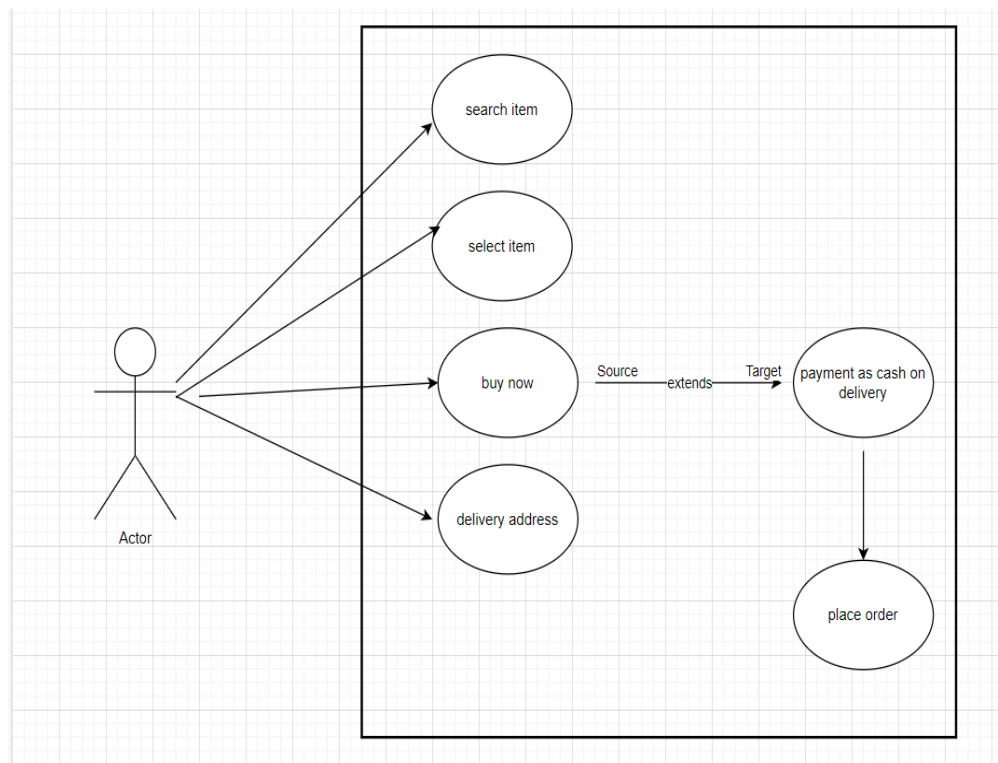 search item
select item
buy now
Source
extends
Target
payment as cash on
delivery
delivery address
Actor
place order